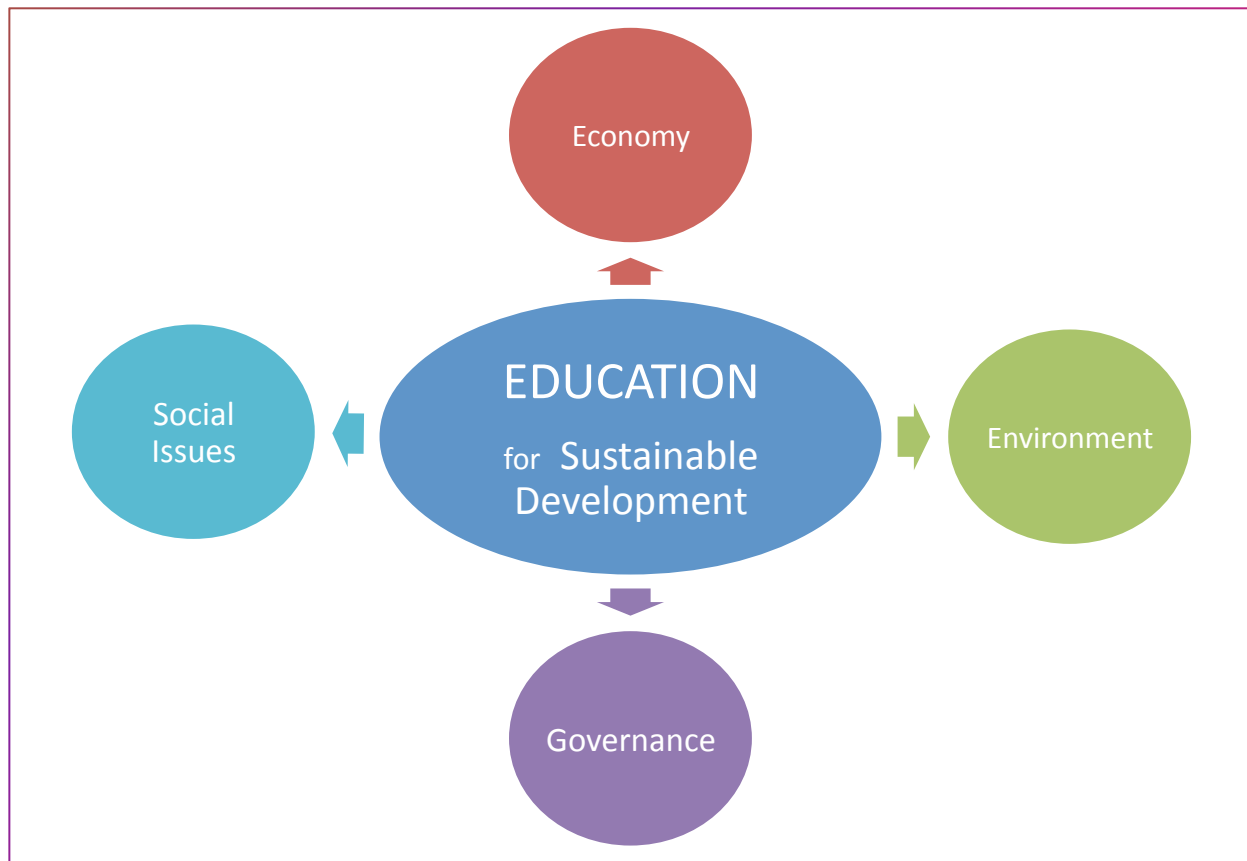 Economy
Social
Issues
EDUCATION
for Sustainable
Development
Environment
Governance